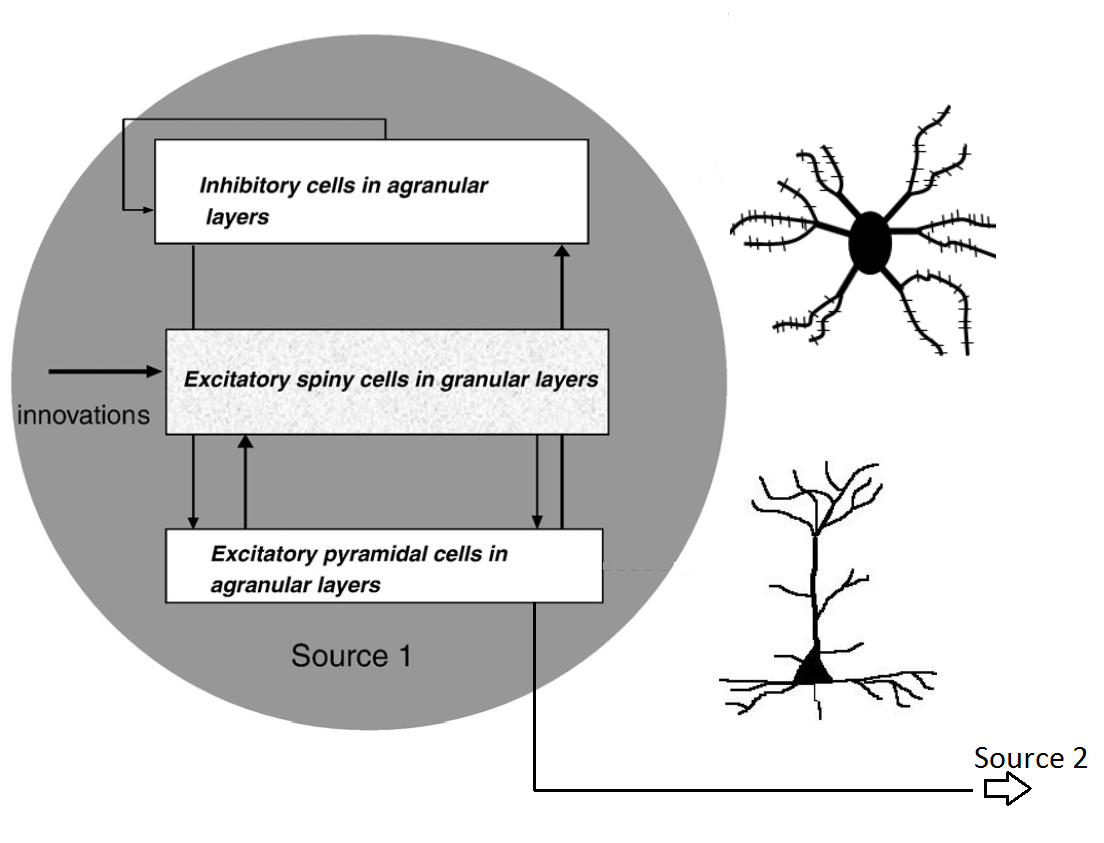 Inhibitory cells in agranular
layers
Excitatory spiny cells in granular layers
innovations
Excitatory pyramidal cells in
agranular layers
Source 1
Source 2